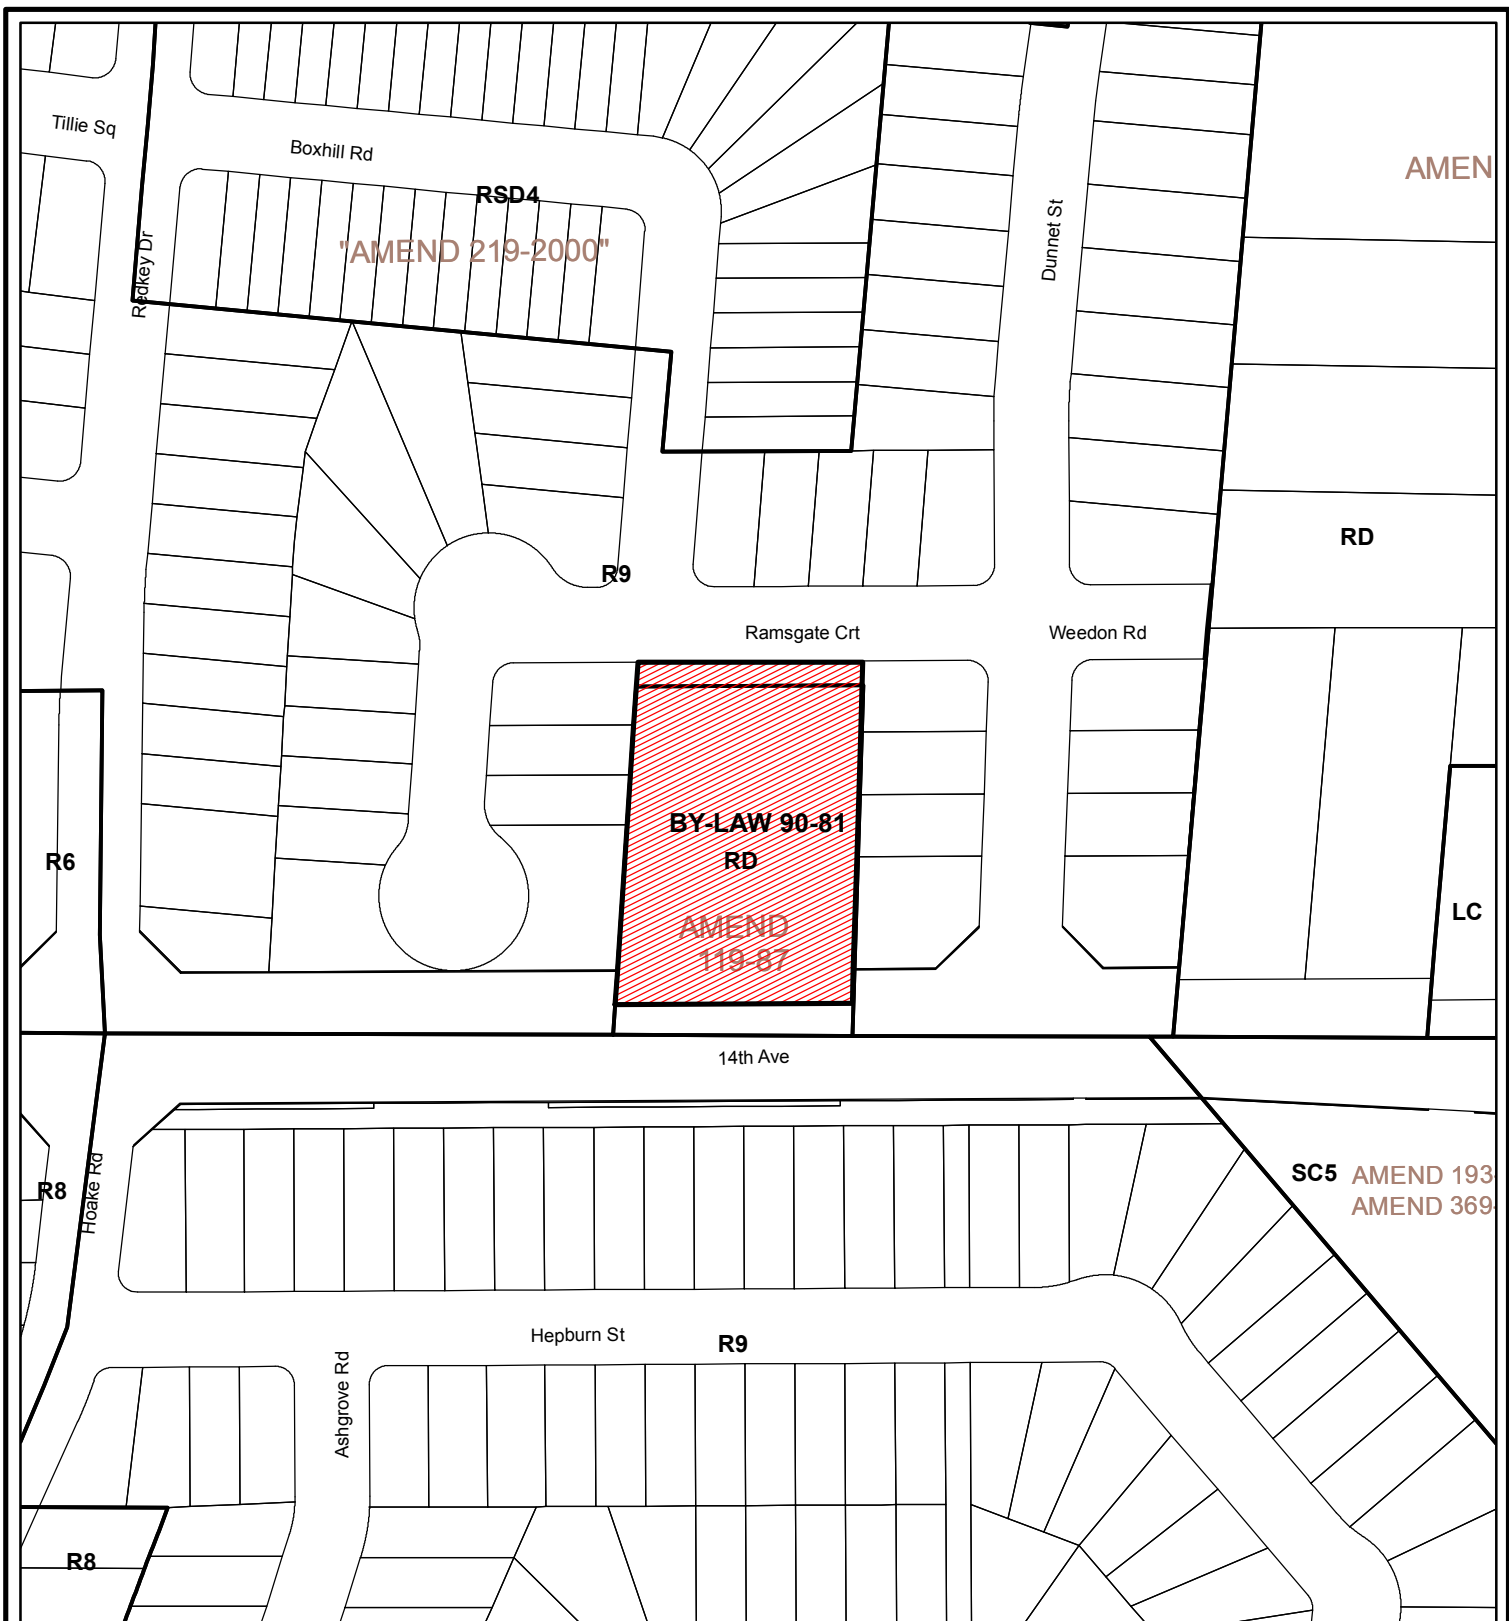 Tillie Sq
Boxhill Rd
AMEN
RSD4
Dunnet St
Redkey Dr
"AMEND 219-2000"
RD
R9
Ramsgate Crt
Weedon Rd
BY-LAW 90-81
RD
R6
LC
AMEND
119-87
14th Ave
Hoake Rd
R8
SC5
AMEND 193-
AMEND 369-
Hepburn St
R9
Ashgrove Rd
R8